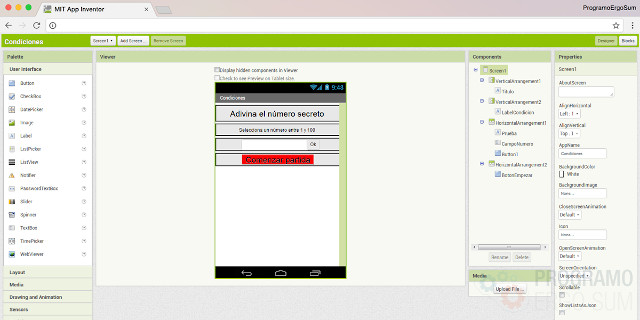 MIT App Inventor
ProgramoErgoSum
Condiciones
Screen1
Add Screen ...
Remove Screen
Designer
Blocks
Palette
User Interface
Button
CheckBox
DatePicker
Image
Label
ListPicker
ListView
Notifier
PasswordTextBox
Slider
Spinner
TextBox
TimePicker
WebViewer
Layout
Media
Drawing and Animation
Sensors
Viewer
Display hidden components in Viewer
Check to see Preview on Tablet size.
9:48
Condiciones
Adivina el número secreto
Selecciona un número entre 1 y 100
Ok
Comenzar partida
Components
Screen1
VerticalArrangement1
Titulo
VerticalArrangement2
LabelCondicion
HorizontalArrangement1
Prueba
CampoNumero
Button1
HorizontalArrangement2
BotonEmpezar
Rename
Delete
Media
Upload File ...
Properties
Screen1
AboutScreen
AlignHorizontal
Left : 1
AlignVertical
Top : 1
AppName
Condiciones
BackgroundColor
White
BackgroundImage
None...
CloseScreenAnimation
Default
Icon
None...
OpenScreenAnimation
Default
ScreenOrientation
Unspecified
Scrollable
ShowListsAsJson
PROGRAMO
ERGOSUM